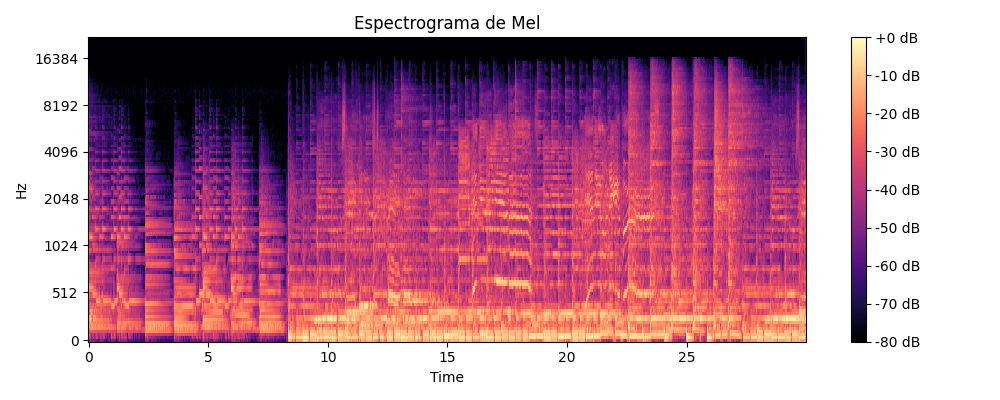 Espectrograma de Mel
Hz
16384
8192
4096
2048
1024
512
0
0 5 10 15 20 25
Time
+0 dB
-10 dB
-20 dB
-30 dB
-40 dB
-50 dB
-60 dB
-70 dB
-80 dB